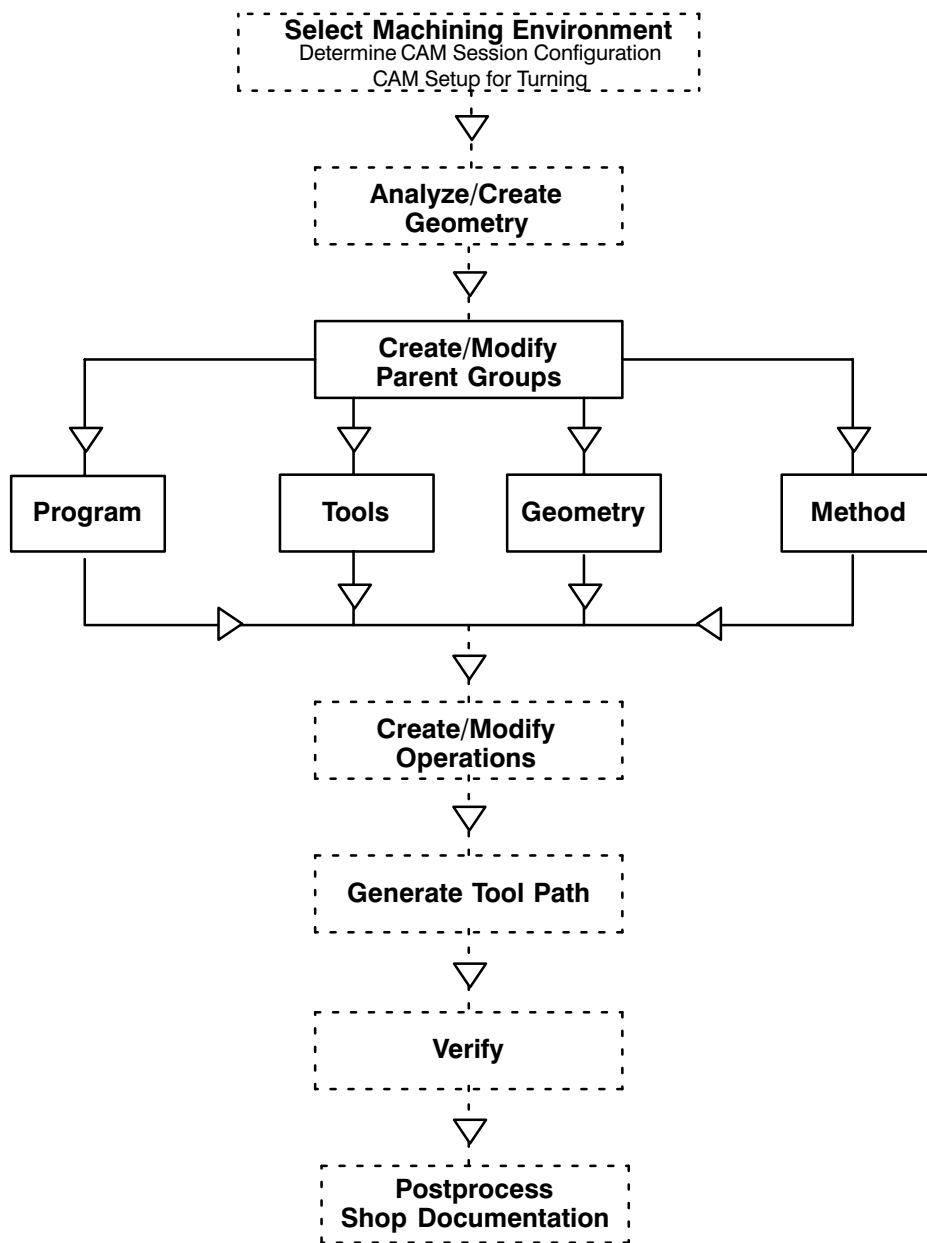 Select Machining Environment
Determine CAM Session Configuration
CAM Setup for Turning
Analyze/Create
Geometry
Create/Modify
Parent Groups
Program
Tools
Geometry
Method
Create/Modify
Operations
Generate Tool Path
Verify
Postprocess
Shop Documentation